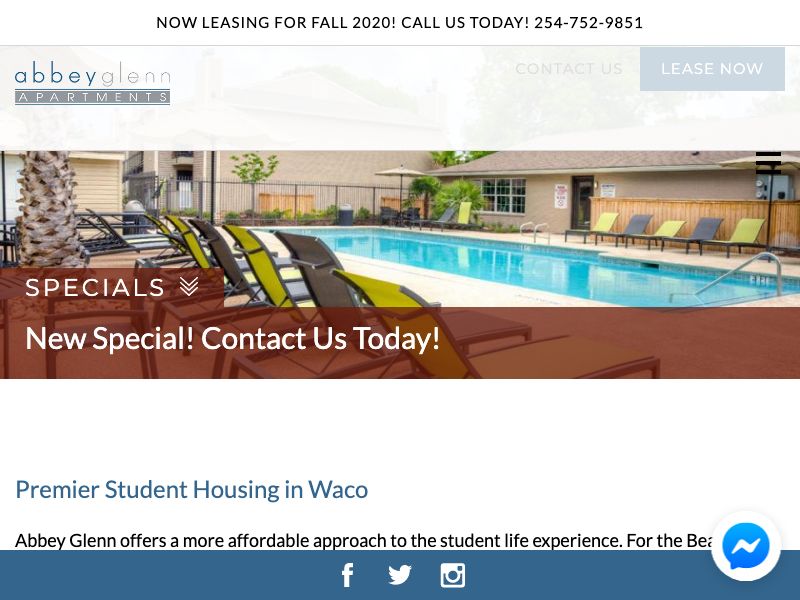 NOW LEASING FOR FALL 2020! CALL US TODAY! 254-752-9851
abbeyglenn
APARTMENTS
CONTACT US
LEASE NOW
SPECIALS
New Special! Contact Us Today!
Premier Student Housing in Waco
Abbey Glenn offers a more affordable approach to the student life experience. For the